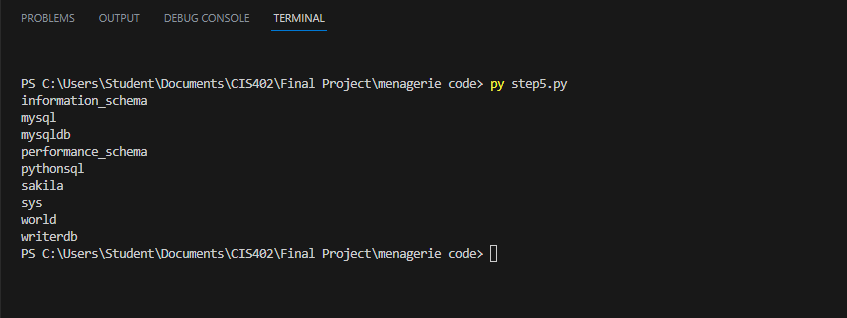 PROBLEMS OUTPUT DEBUG CONSOLE TERMINAL
PS C:\Users\Student\Documents\CIS402\Final Project\menagerie code> py step5.py
information_schema
mysql
mysqldb
performance_schema
pythonsql
sakila
sys
world
writerdb
PS C:\Users\Student\Documents\CIS402\Final Project\menagerie code>